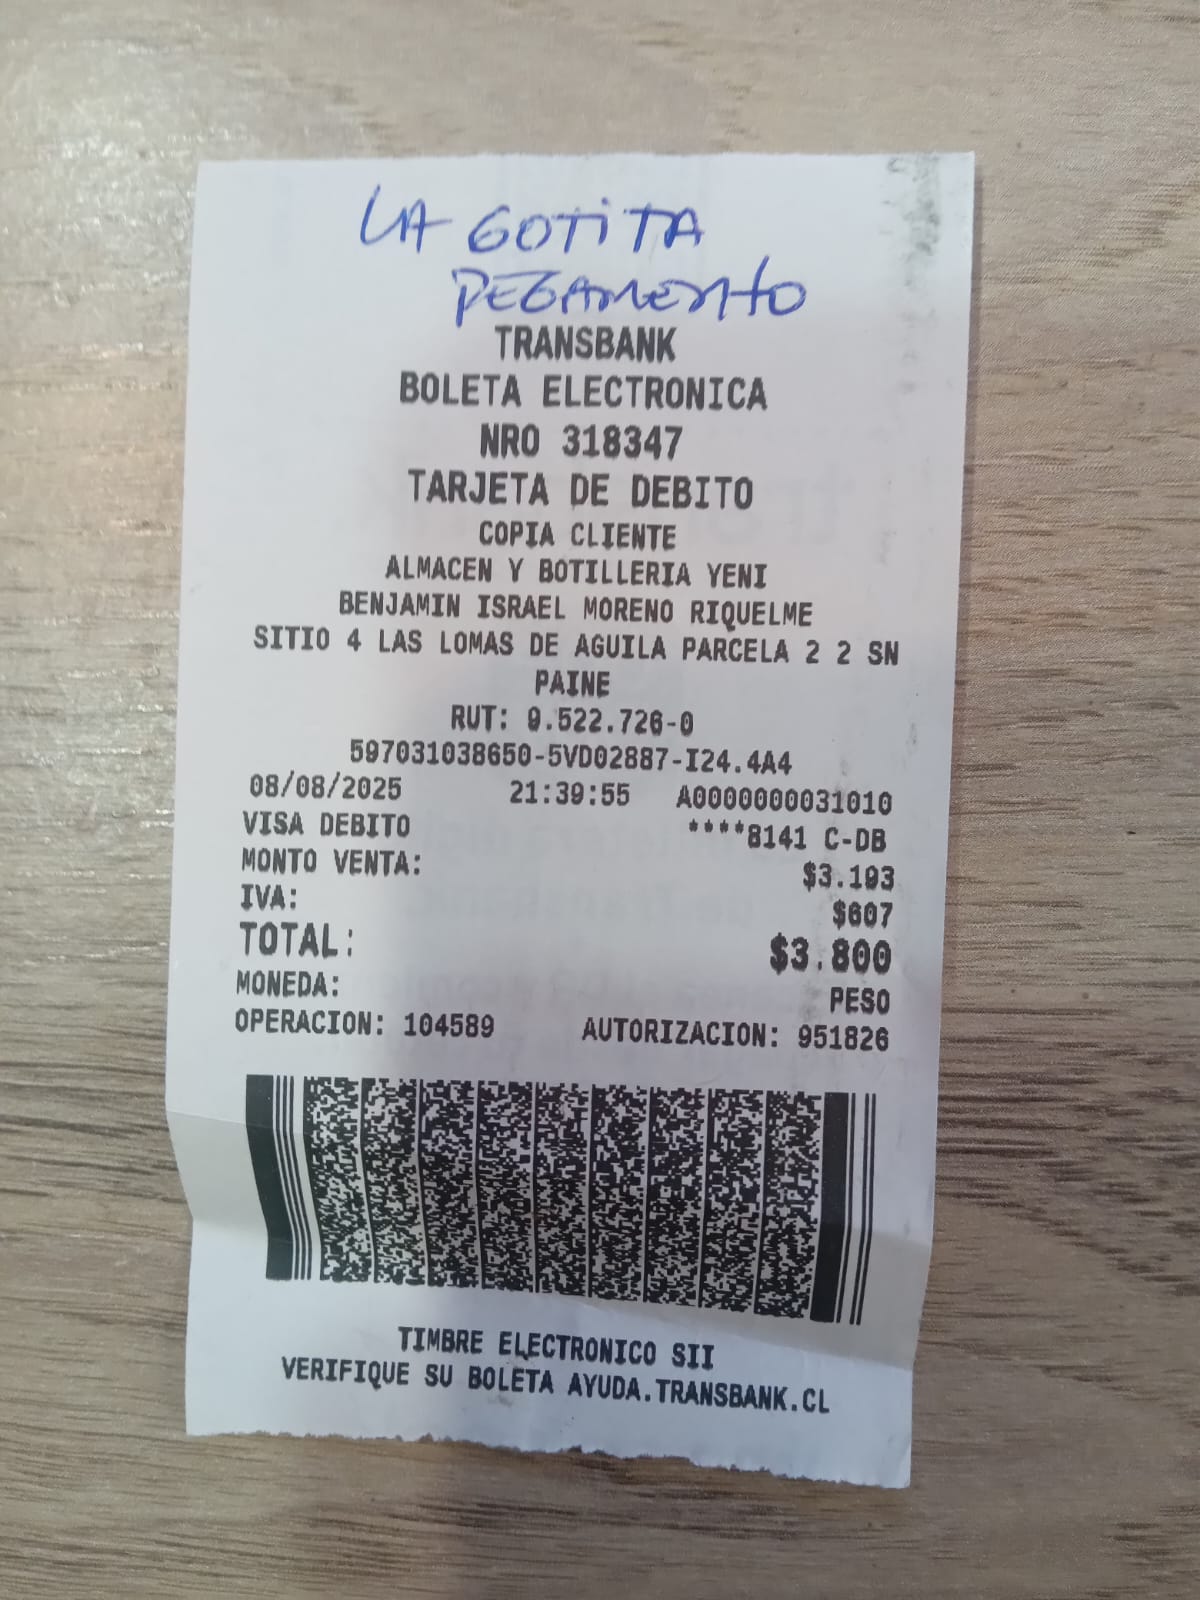 LA GOTITA
PEGAMENTO
TRANSBANK
BOLETA ELECTRONICA
NRO 318347
TARJETA DE DEBITO
COPIA CLIENTE
ALMACEN Y BOTILLERIA YENI
BENJAMIN ISRAEL MORENO RIQUELME
SITIO 4 LAS LOMAS DE AGUILA PARCELA 2 2 SN
PAINE
RUT: 9.522.726-0
597031038650-5VD02887-I24.4A4
08/08/2025 21:39:55 A0000000031010
VISA DEBITO ****8141 C-DB
MONTO VENTA: $3.193
IVA: $607
TOTAL: $3.800
MONEDA: PESO
OPERACION: 104589 AUTORIZACION: 951826
TIMBRE ELECTRONICO SII
VERIFIQUE SU BOLETA AYUDA.TRANSBANK.CL